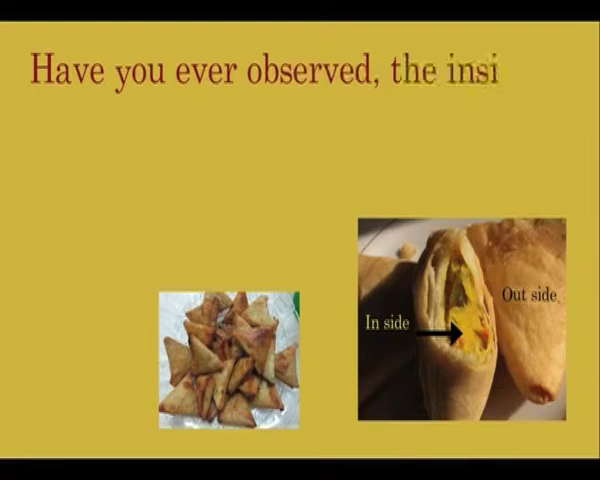 Have you ever observed, the insi
In side
Out side